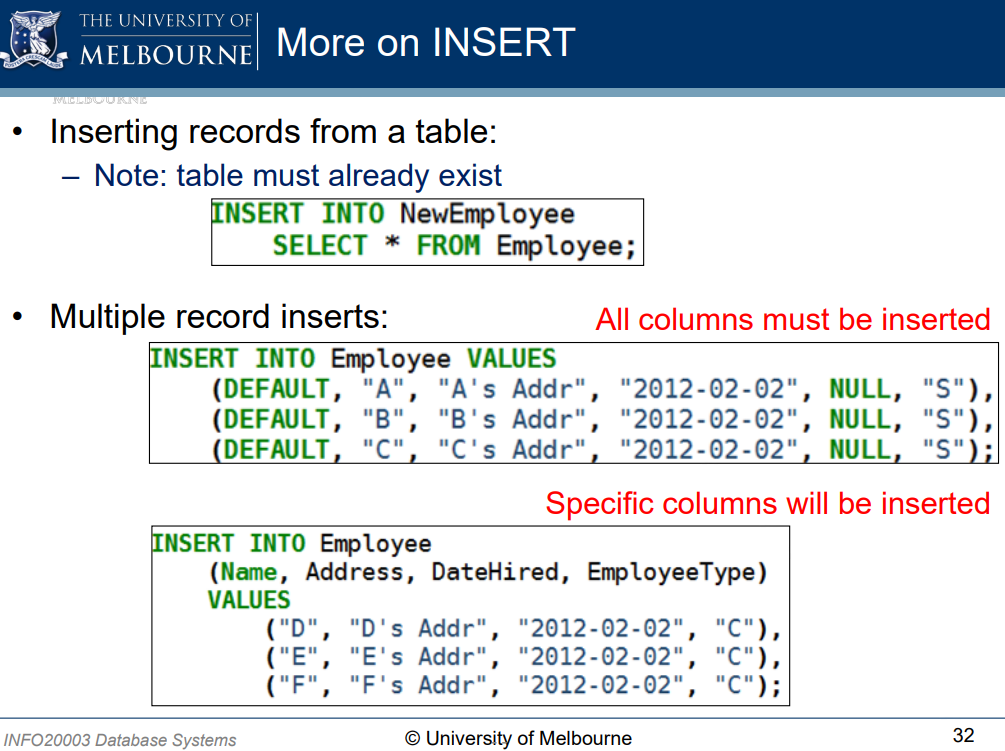 THE UNIVERSITY OF
MELBOURNE
More on INSERT
MELBOURNE
• Inserting records from a table:
– Note: table must already exist
INSERT INTO NewEmployee
SELECT * FROM Employee;
• Multiple record inserts:
All columns must be inserted
INSERT INTO Employee VALUES
(DEFAULT, "A", "A's Addr", "2012-02-02", NULL, "S"),
(DEFAULT, "B", "B's Addr", "2012-02-02", NULL, "S"),
(DEFAULT, "C", "C's Addr", "2012-02-02", NULL, "S");
Specific columns will be inserted
INSERT INTO Employee
(Name, Address, DateHired, EmployeeType)
VALUES
("D", "D's Addr", "2012-02-02", "C"),
("E", "E's Addr", "2012-02-02", "C"),
("F", "F's Addr", "2012-02-02", "C");
INFO20003 Database Systems
© University of Melbourne
32